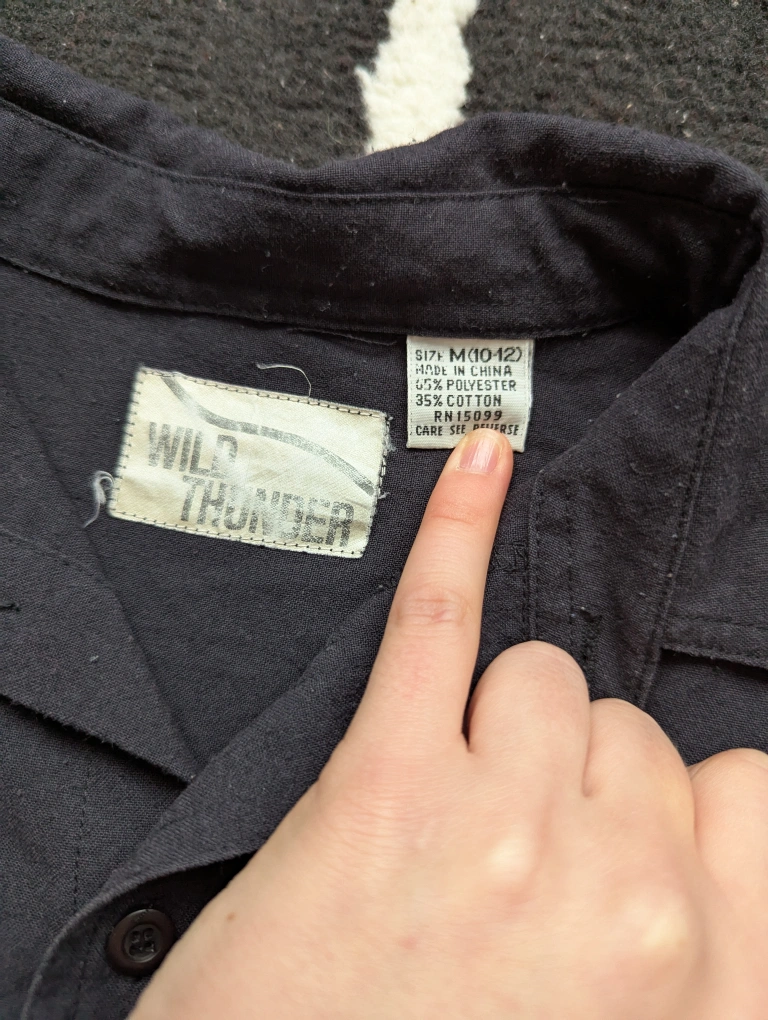 WILD
THUNDER
SIZE M(10-12)
MADE IN CHINA
65% POLYESTER
35% COTTON
RN15099
CARE SEE REVERSE